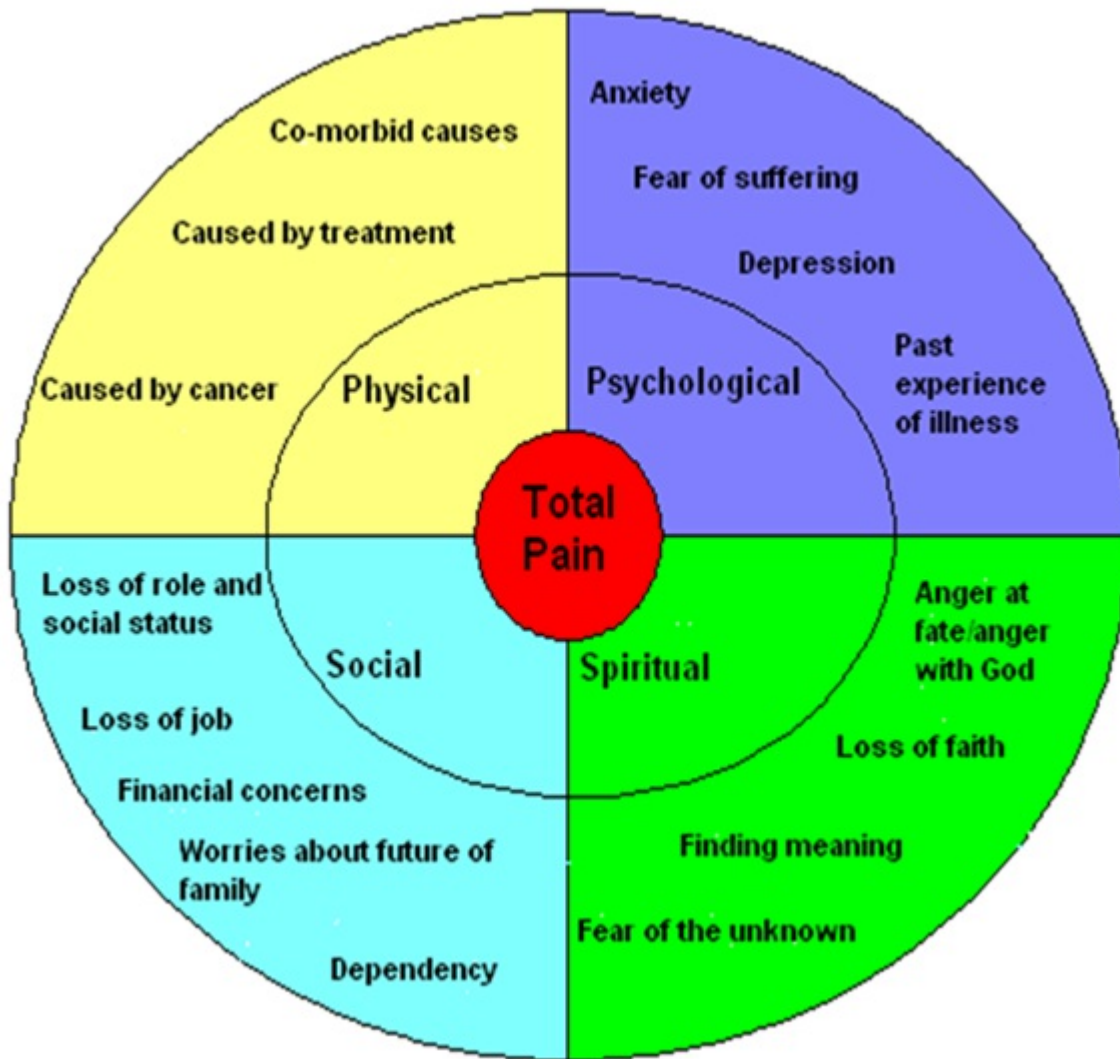 Co-morbid causes
Caused by treatment
Caused by cancer
Physical
Anxiety
Fear of suffering
Depression
Past
experience
of illness
Psychological
Total
Pain
Loss of role and
social status
Social
Loss of job
Financial concerns
Worries about future of
family
Dependency
Anger at
fate/anger
with God
Spiritual
Loss of faith
Finding meaning
Fear of the unknown